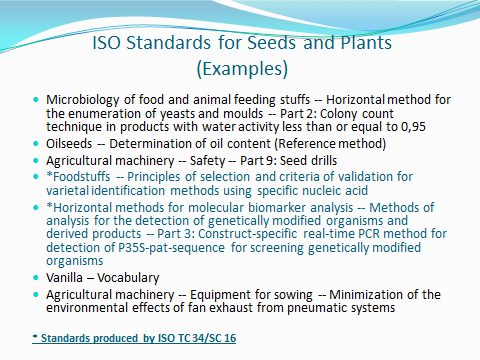 ISO Standards for Seeds and Plants
(Examples)
Microbiology of food and animal feeding stuffs -- Horizontal method for
the enumeration of yeasts and moulds -- Part 2: Colony count
technique in products with water activity less than or equal to 0,95
Oilseeds -- Determination of oil content (Reference method)
Agricultural machinery -- Safety -- Part 9: Seed drills
*Foodstuffs -- Principles of selection and criteria of validation for
varietal identification methods using specific nucleic acid
*Horizontal methods for molecular biomarker analysis -- Methods of
analysis for the detection of genetically modified organisms and
derived products -- Part 3: Construct-specific real-time PCR method for
detection of P35S-pat-sequence for screening genetically modified
organisms
Vanilla – Vocabulary
Agricultural machinery -- Equipment for sowing -- Minimization of the
environmental effects of fan exhaust from pneumatic systems
* Standards produced by ISO TC 34/SC 16